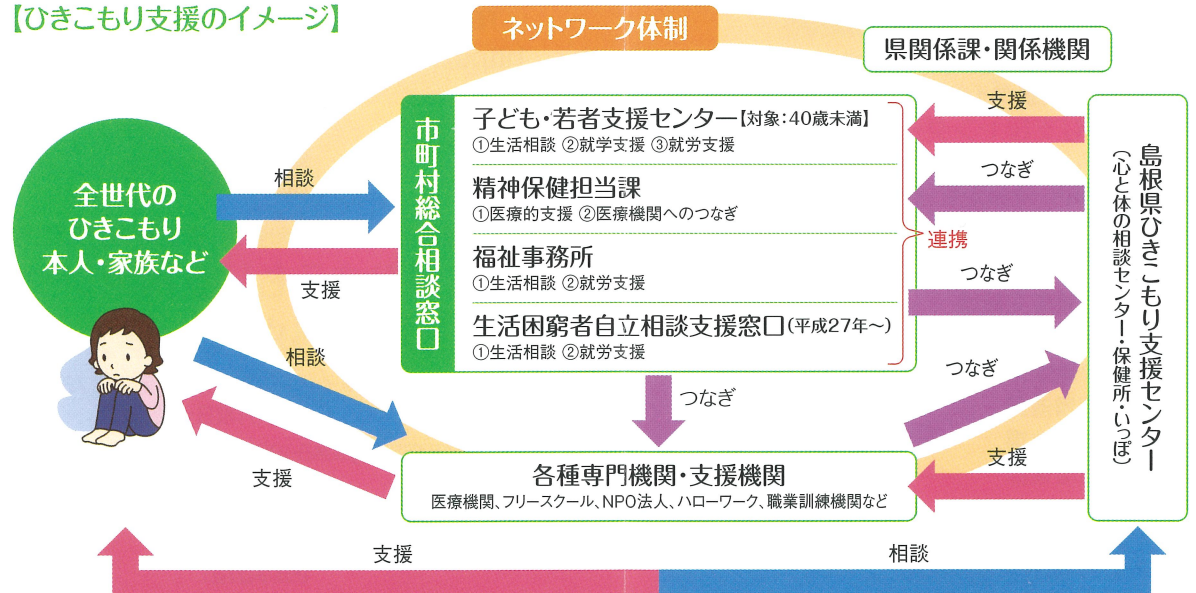 【ひきこもり支援のイメージ】
ネットワーク体制
県関係課・関係機関
全世代の
ひきこもり
本人・家族など
相談
支援
相談
支援
市町村総合相談窓口
子ども・若者支援センター【対象：40歳未満】
①生活相談 ②就学支援 ③就労支援
精神保健担当課
①医療的支援 ②医療機関へのつなぎ
福祉事務所
①生活相談 ②就労支援
生活困窮者自立相談支援窓口（平成27年～）
①生活相談 ②就労支援
連携
支援
つなぎ
つなぎ
つなぎ
つなぎ
支援
各種専門機関・支援機関
医療機関、フリースクール、NPO法人、ハローワーク、職業訓練機関など
島根県ひきこもり支援センター
（心と体の相談センター・保健所・いっぽ）
支援
相談